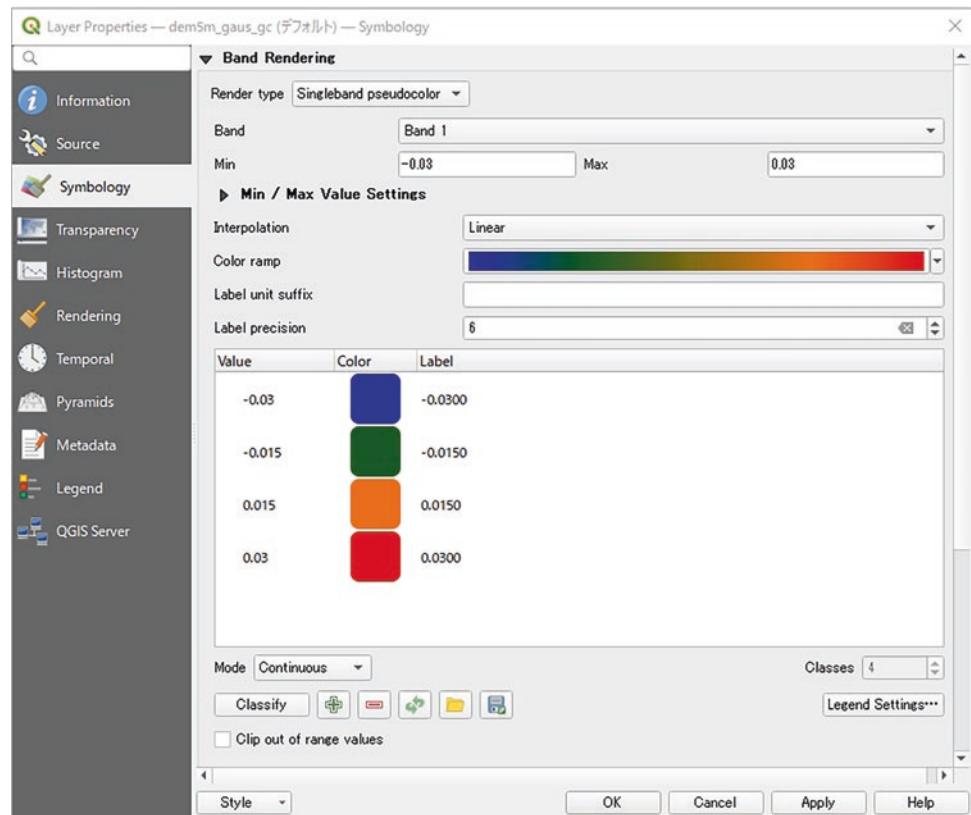 Layer Properties — dem5m_gaus_gc (デフォルト) — Symbology
Information
Source
Symbology
Transparency
Histogram
Rendering
Temporal
Pyramids
Metadata
Legend
QGIS Server
Band Rendering
Render type Singleband pseudocolor
Band Band 1
Min -0.03 Max 0.03
Min / Max Value Settings
Interpolation Linear
Color ramp
Label unit suffix
Label precision 6
Value Color Label
-0.03 -0.0300
-0.015 -0.0150
0.015 0.0150
0.03 0.0300
Mode Continuous Classes 4
Classify Legend Settings…
Clip out of range values
Style OK Cancel Apply Help